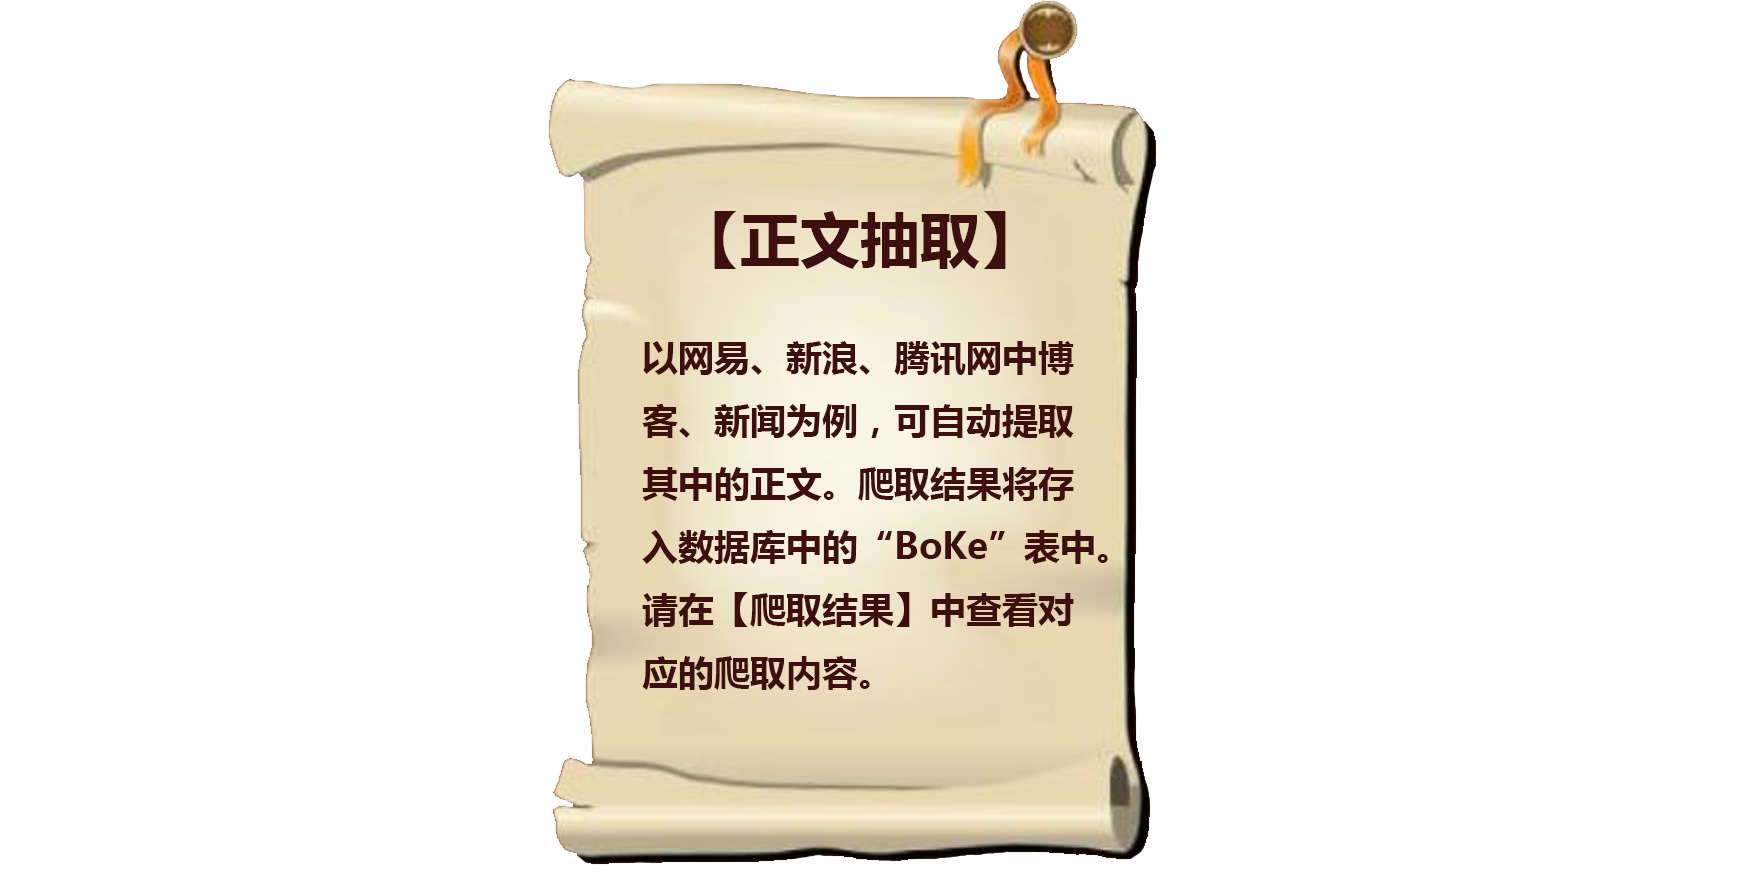 【正文抽取】
以网易、新浪、腾讯网中博
客、新闻为例，可自动提取
其中的正文。爬取结果将存
入数据库中的“BoKe”表中。
请在【爬取结果】中查看对
应的爬取内容。